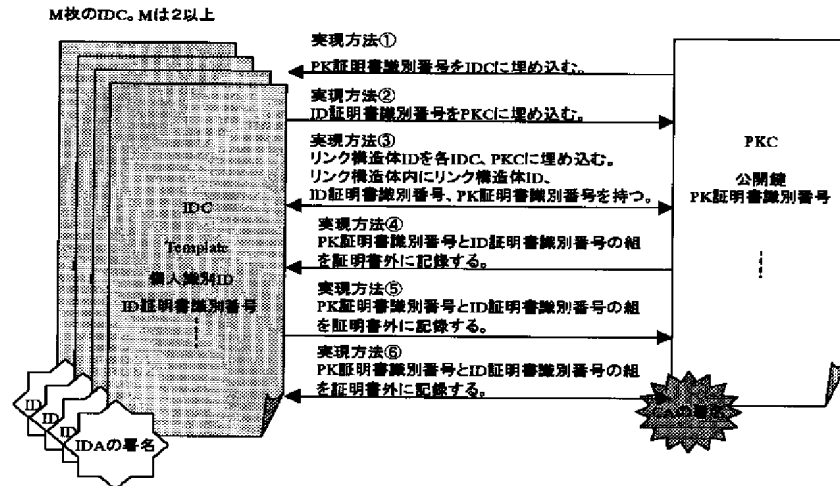 M枚のIDC。Mは2以上
実現方法①
PK証明書識別番号をIDCに埋め込む。
実現方法②
ID証明書識別番号をPKCに埋め込む。
実現方法③
リンク構造体IDを各IDC、PKCに埋め込む。
リンク構造体内にリンク構造体ID、
ID証明書識別番号、PK証明書識別番号を持つ。
実現方法④
PK証明書識別番号とID証明書識別番号の組
を証明書外に記録する。
実現方法⑤
PK証明書識別番号とID証明書識別番号の組
を証明書外に記録する。
実現方法⑥
PK証明書識別番号とID証明書識別番号の組
を証明書外に記録する。
IDC
Template
個人識別ID
ID証明書識別番号
ID
ID
ID
IDAの署名
PKC
公開鍵
PK証明書識別番号
の署名